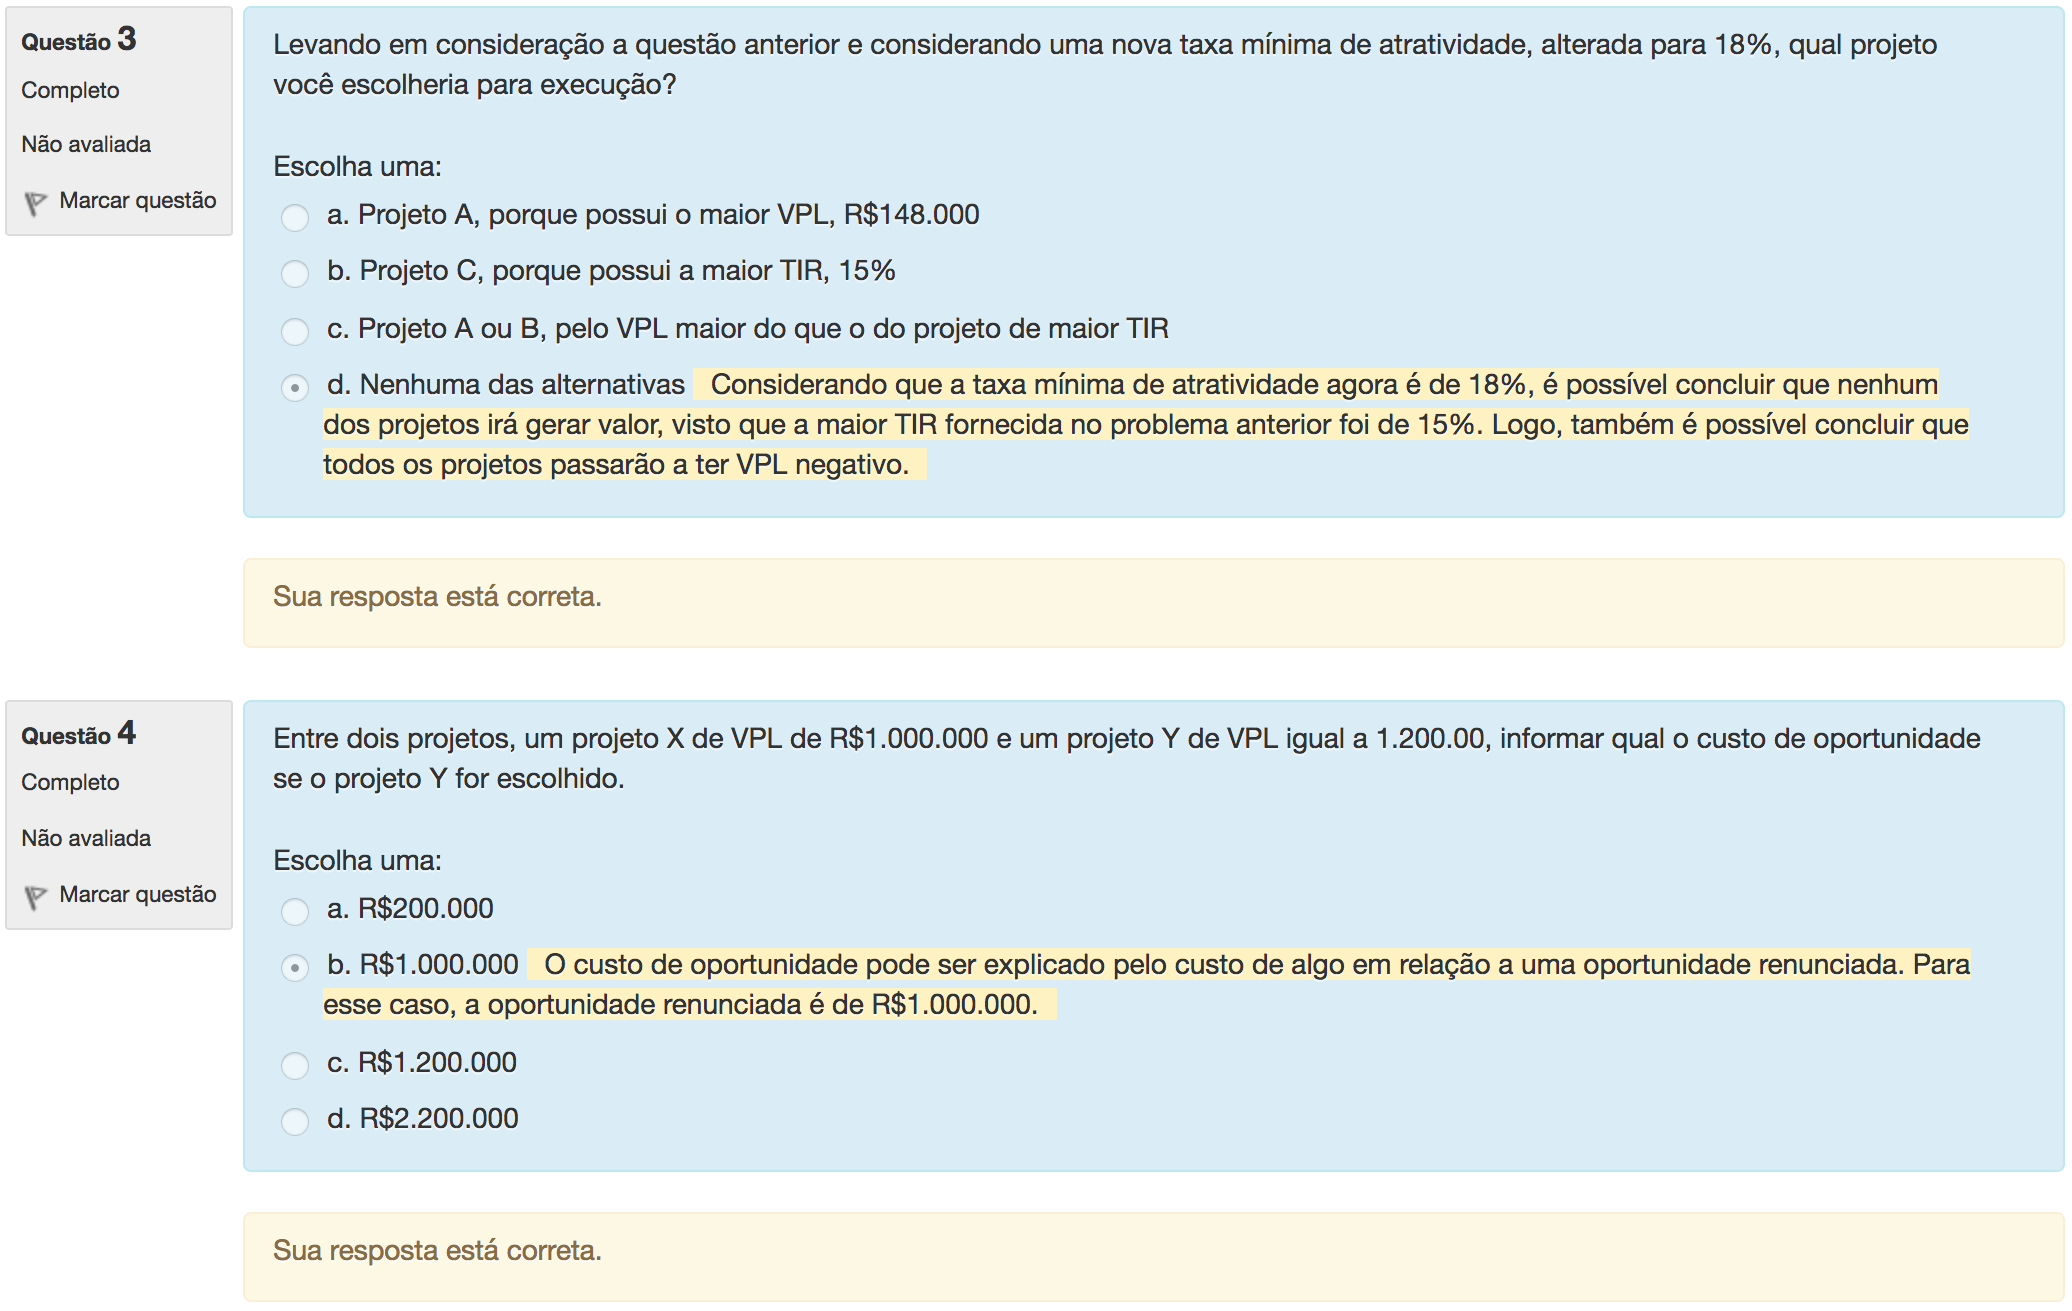 Questão 3
Completo
Não avaliada
Marcar questão
Levando em consideração a questão anterior e considerando uma nova taxa mínima de atratividade, alterada para 18%, qual projeto
você escolheria para execução?
Escolha uma:
a. Projeto A, porque possui o maior VPL, R$148.000
b. Projeto C, porque possui a maior TIR, 15%
c. Projeto A ou B, pelo VPL maior do que o do projeto de maior TIR
d. Nenhuma das alternativas Considerando que a taxa mínima de atratividade agora é de 18%, é possível concluir que nenhum
dos projetos irá gerar valor, visto que a maior TIR fornecida no problema anterior foi de 15%. Logo, também é possível concluir que
todos os projetos passarão a ter VPL negativo.
Sua resposta está correta.
Questão 4
Completo
Não avaliada
Marcar questão
Entre dois projetos, um projeto X de VPL de R$1.000.000 e um projeto Y de VPL igual a 1.200.00, informar qual o custo de oportunidade
se o projeto Y for escolhido.
Escolha uma:
a. R$200.000
b. R$1.000.000 O custo de oportunidade pode ser explicado pelo custo de algo em relação a uma oportunidade renunciada. Para
esse caso, a oportunidade renunciada é de R$1.000.000.
c. R$1.200.000
d. R$2.200.000
Sua resposta está correta.